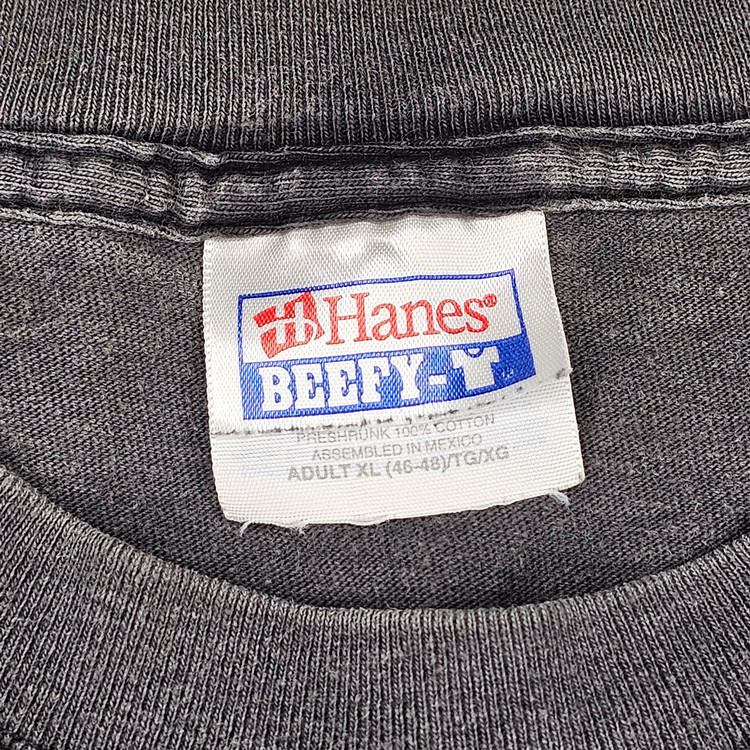 Hanes®
BEEFY-T
PRESHRUNK 100% COTTON
ASSEMBLED IN MEXICO
ADULT XL (46-48)/TG/XG